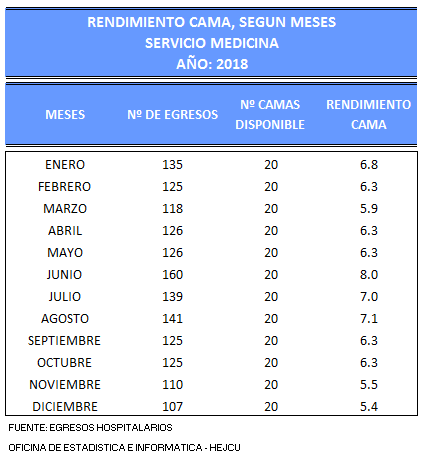 RENDIMIENTO CAMA, SEGUN MESES
SERVICIO MEDICINA
AÑO: 2018
MESES Nº DE EGRESOS Nº CAMAS DISPONIBLE RENDIMIENTO CAMA
ENERO 135 20 6.8
FEBRERO 125 20 6.3
MARZO 118 20 5.9
ABRIL 126 20 6.3
MAYO 126 20 6.3
JUNIO 160 20 8.0
JULIO 139 20 7.0
AGOSTO 141 20 7.1
SEPTIEMBRE 125 20 6.3
OCTUBRE 125 20 6.3
NOVIEMBRE 110 20 5.5
DICIEMBRE 107 20 5.4
FUENTE: EGRESOS HOSPITALARIOS
OFICINA DE ESTADISTICA E INFORMATICA - HEJCU